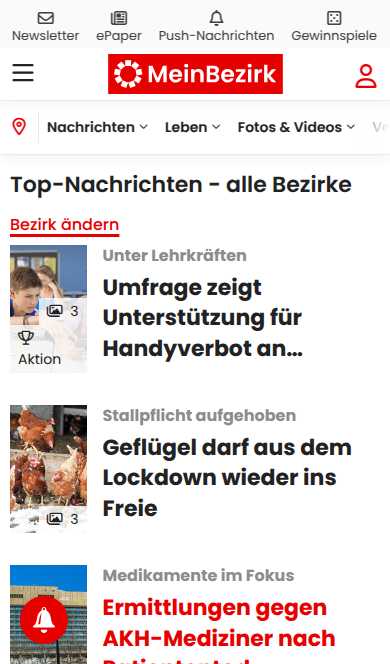 Newsletter ePaper Push-Nachrichten Gewinnspiele
MeinBezirk
Nachrichten Leben Fotos & Videos
Top-Nachrichten - alle Bezirke
Bezirk ändern
Unter Lehrkräften
Umfrage zeigt
Unterstützung für
Handyverbot an...
3
Aktion
Stallpflicht aufgehoben
Geflügel darf aus dem
Lockdown wieder ins
Freie
3
Medikamente im Fokus
Ermittlungen gegen
AKH-Mediziner nach